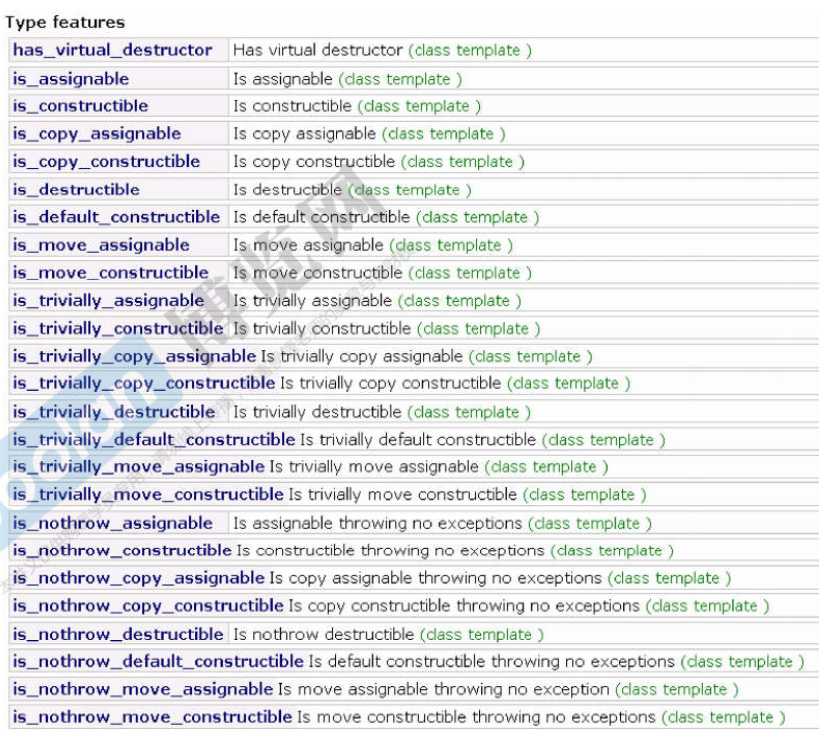 Type features
has_virtual_destructor Has virtual destructor (class template )
is_assignable Is assignable (class template )
is_constructible Is constructible (class template )
is_copy_assignable Is copy assignable (class template )
is_copy_constructible Is copy constructible (class template )
is_destructible Is destructible (class template )
is_default_constructible Is default constructible (class template )
is_move_assignable Is move assignable (class template )
is_move_constructible Is move constructible (class template )
is_trivially_assignable Is trivially assignable (class template )
is_trivially_constructible Is trivially constructible (class template )
is_trivially_copy_assignable Is trivially copy assignable (class template )
is_trivially_copy_constructible Is trivially copy constructible (class template )
is_trivially_destructible Is trivially destructible (class template )
is_trivially_default_constructible Is trivially default constructible (class template )
is_trivially_move_assignable Is trivially move assignable (class template )
is_trivially_move_constructible Is trivially move constructible (class template )
is_nothrow_assignable Is assignable throwing no exceptions (class template )
is_nothrow_constructible Is constructible throwing no exceptions (class template )
is_nothrow_copy_assignable Is copy assignable throwing no exceptions (class template )
is_nothrow_copy_constructible Is copy constructible throwing no exceptions (class template )
is_nothrow_destructible Is nothrow destructible (class template )
is_nothrow_default_constructible Is default constructible throwing no exceptions (class template )
is_nothrow_move_assignable Is move assignable throwing no exception (class template )
is_nothrow_move_constructible Is move constructible throwing no exceptions (class template )
博览网